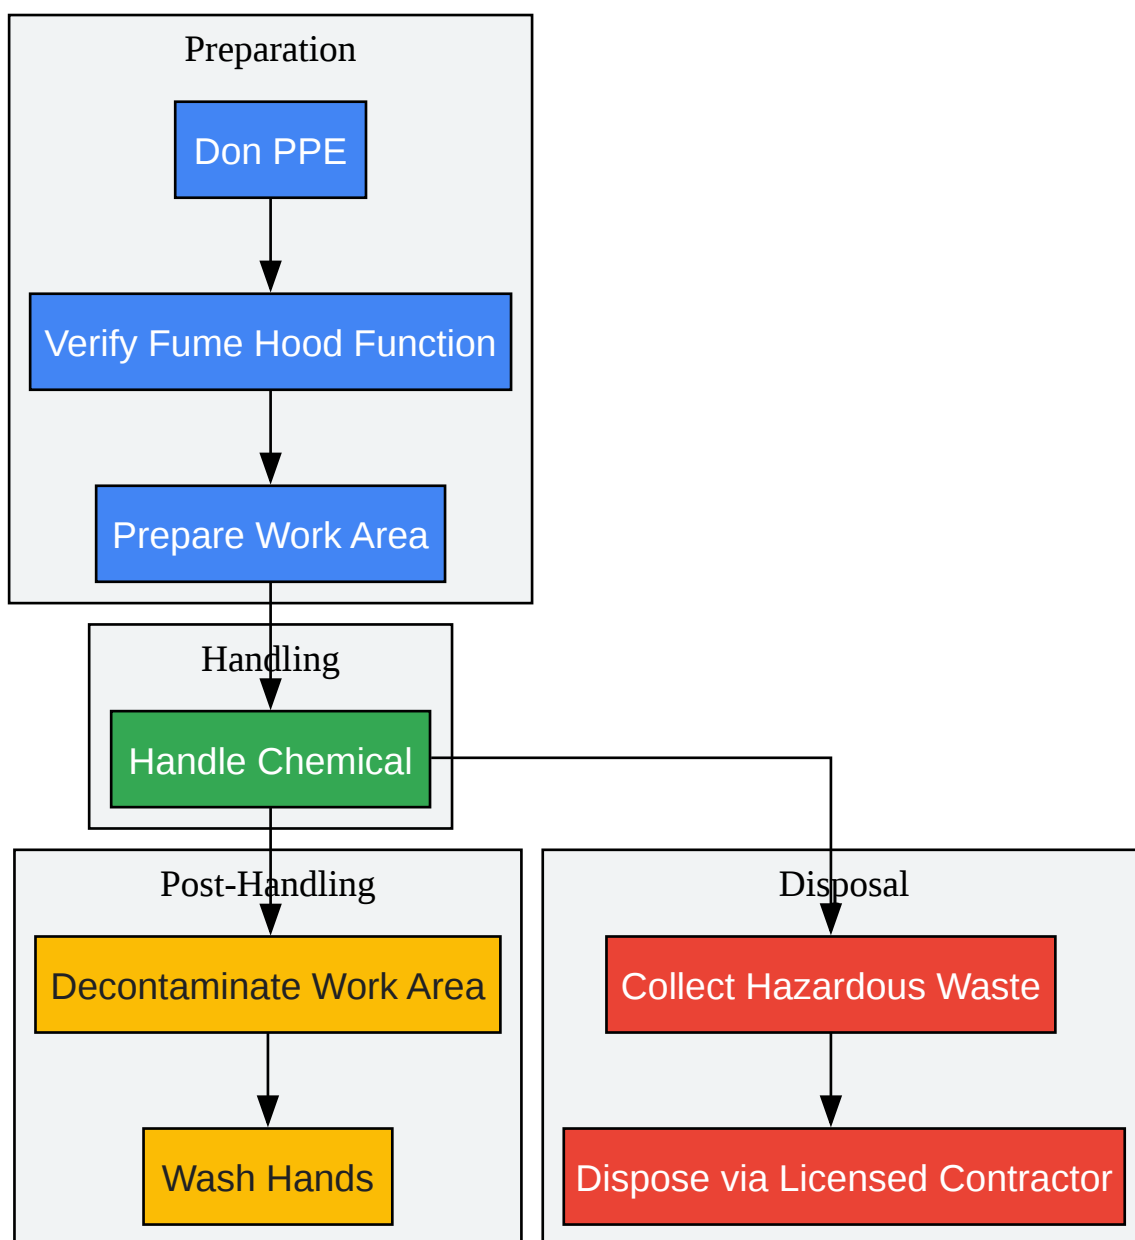 Preparation
Don PPE
Verify Fume Hood Function
Prepare Work Area
Handling
Handle Chemical
Post-Handling
Decontaminate Work Area
Wash Hands
Disposal
Collect Hazardous Waste
Dispose via Licensed Contractor